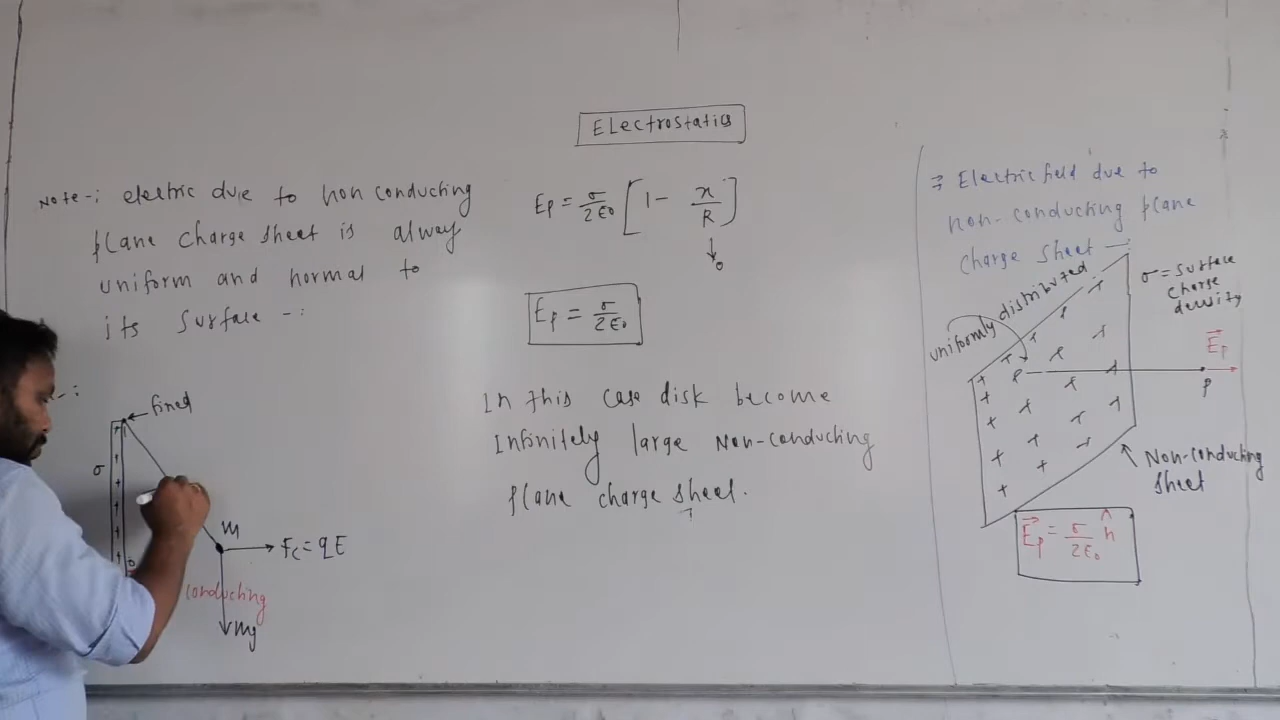 Electrostatics
Note-: electric due to non conducting
plane charge sheet is alway
uniform and normal to
its surface -:
-:
fixed
σ
M
Fc = qE
conducting
mg
Ep = σ/2ε0 [1 - x/R]
↓0
Ep = σ/2ε0
In this case disk become
Infinitely large Non-conducting
plane charge sheet.
⇒ Electric field due to
non-conducting plane
charge sheet -:
uniformly distributed
σ = surface
charge
density
Ep
P
Non-conducting
sheet
Ep = σ/2ε0 n̂